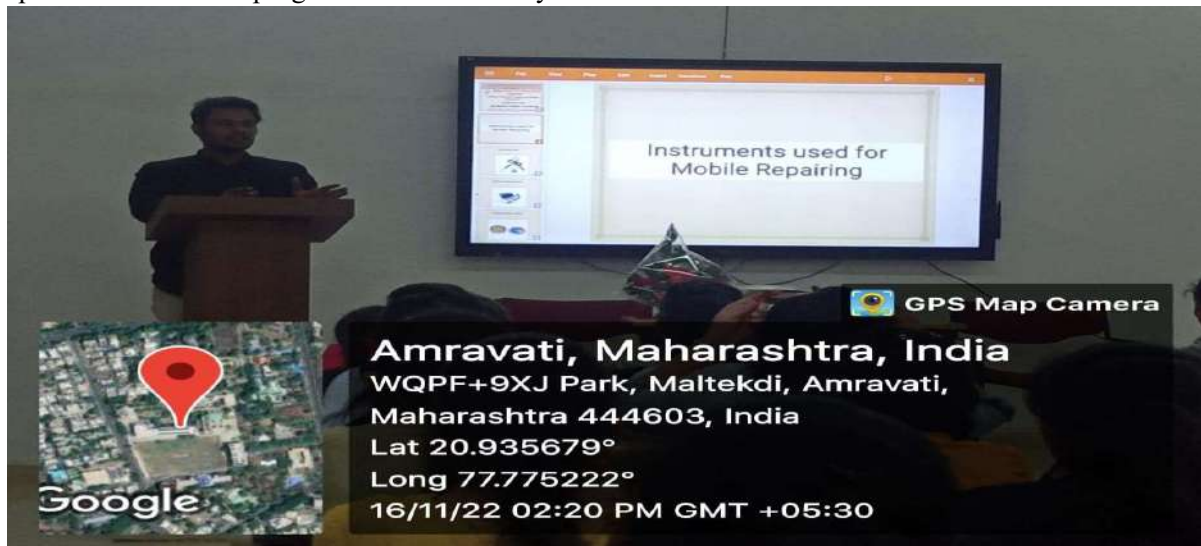 Instruments used for
Mobile Repairing
GPS Map Camera
Amravati, Maharashtra, India
WQPF+9XJ Park, Maltekdi, Amravati,
Maharashtra 444603, India
Lat 20.935679°
Long 77.775222°
16/11/22 02:20 PM GMT +05:30
Google